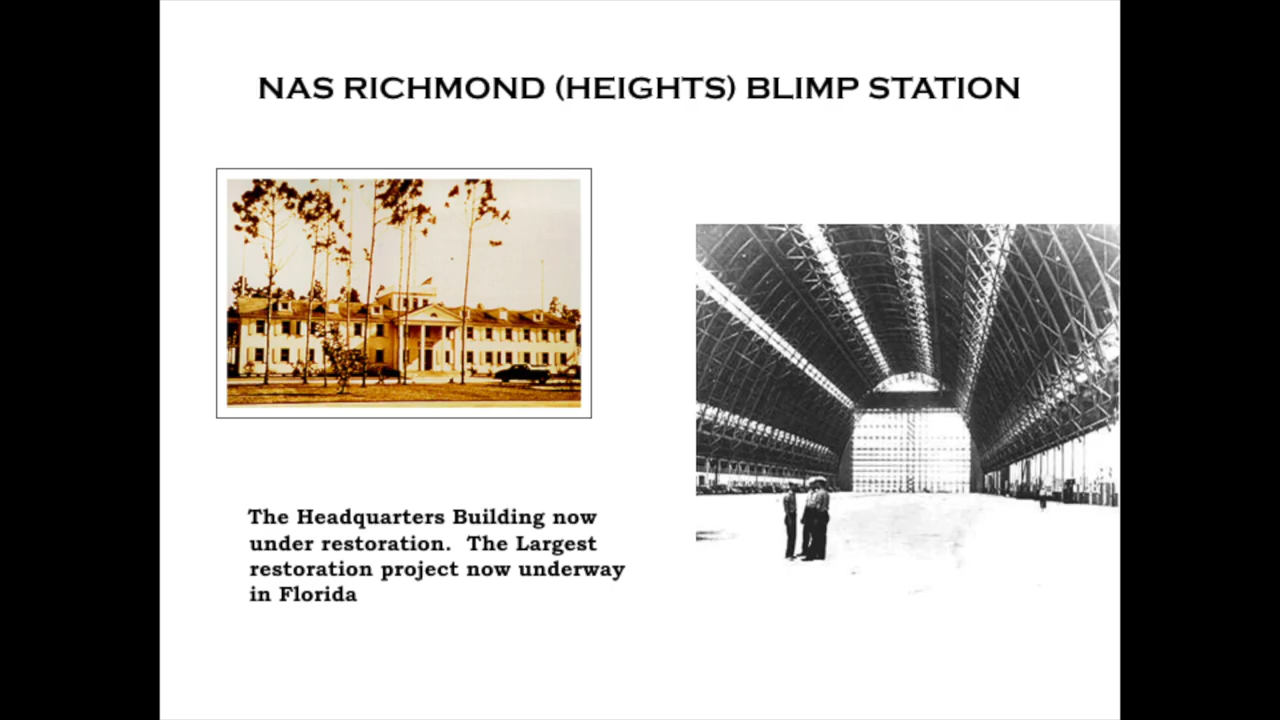 NAS RICHMOND (HEIGHTS) BLIMP STATION
The Headquarters Building now
under restoration.  The Largest
restoration project now underway
in Florida